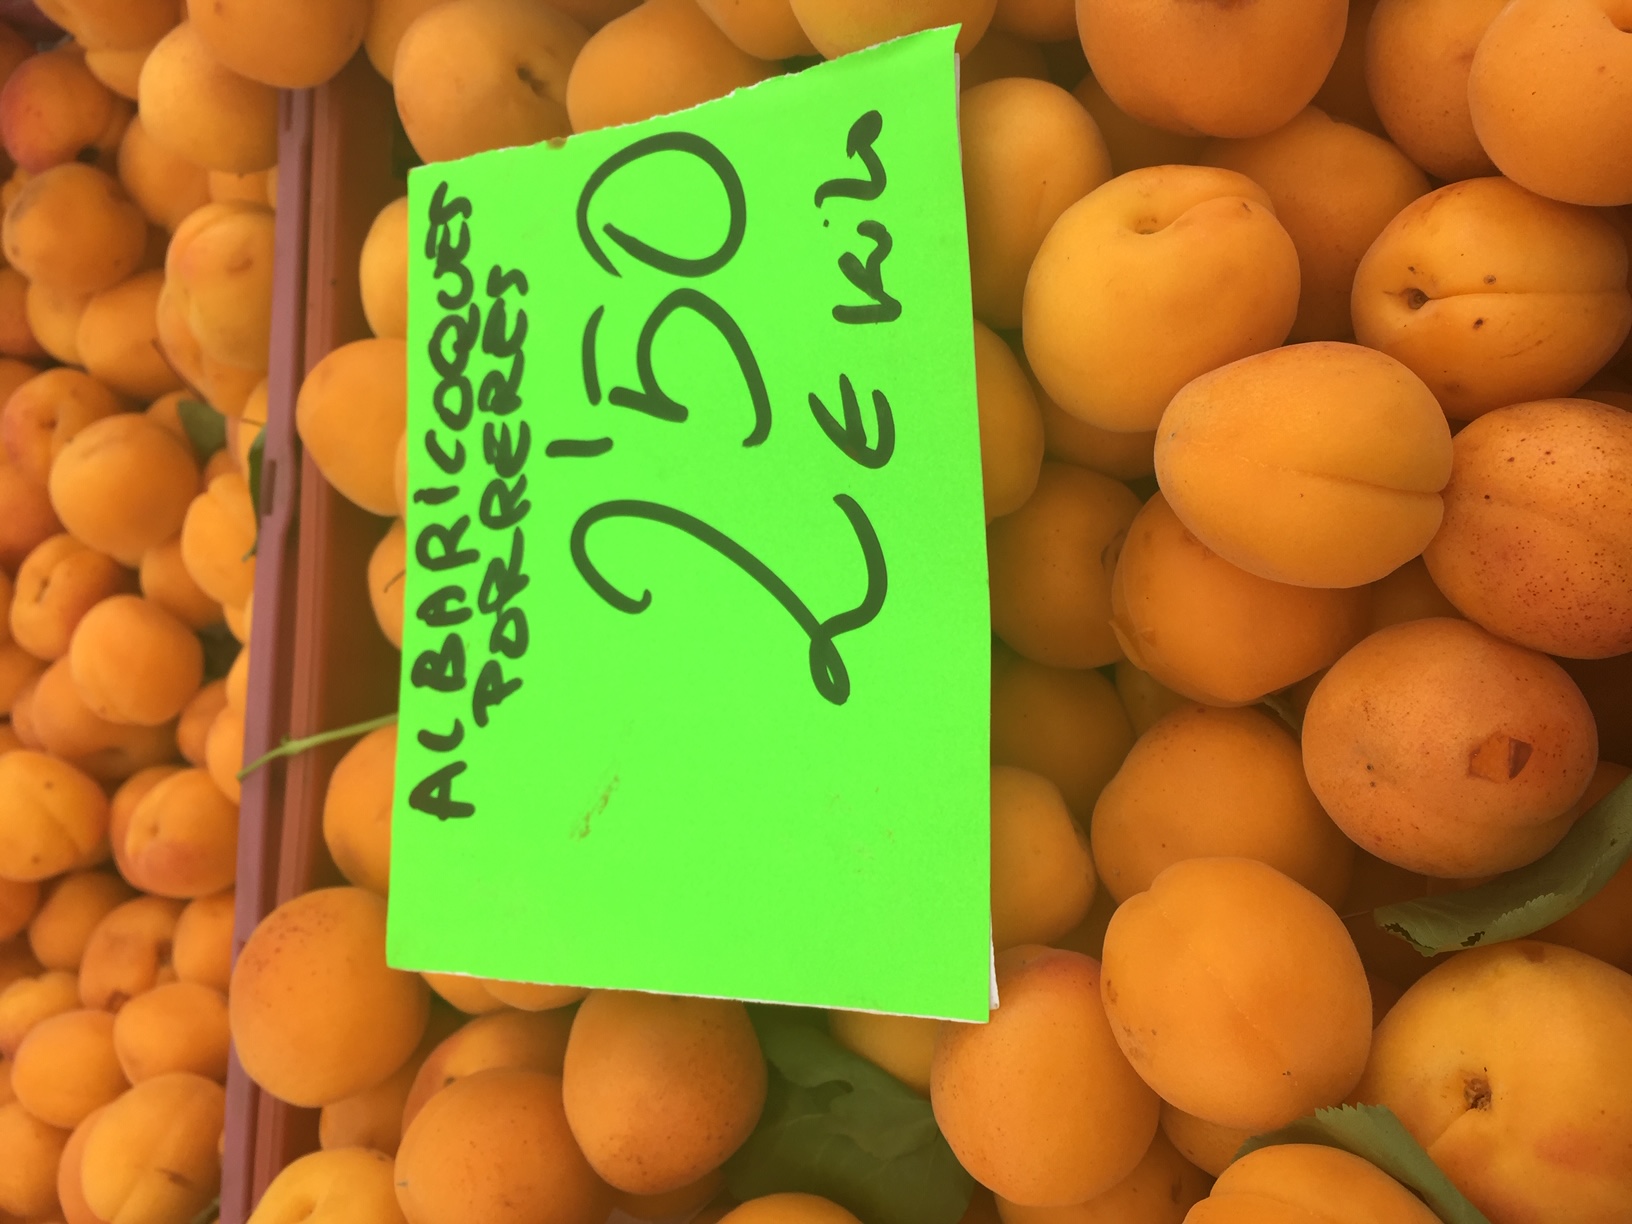 ALBARICOQUES
PORRERES
2'50
€ Kilo